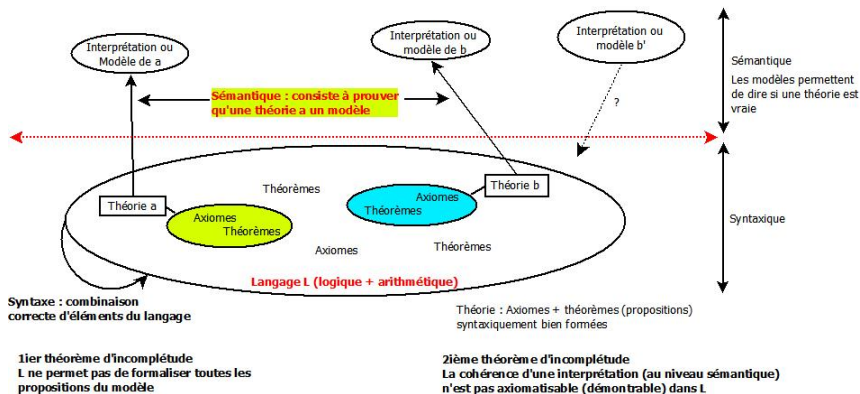 Interprétation ou
Modèle de a
Interprétation ou
modèle de b
Interprétation ou
modèle b'
Sémantique
Les modèles permettent
de dire si une théorie est
vraie
Sémantique : consiste à prouver
qu'une théorie a un modèle
?
Théorie a
Axiomes
Théorèmes
Théorèmes
Axiomes
Théorèmes
Théorie b
Axiomes
Théorèmes
Syntaxique
Langage L (logique + arithmétique)
Syntaxe : combinaison
correcte d'éléments du langage
Théorie : Axiomes + théorèmes (propositions)
syntaxiquement bien formées
1ier théorème d'incomplétude
L ne permet pas de formaliser toutes les
propositions du modèle
2ième théorème d'incomplétude
La cohérence d'une interprétation (au niveau sémantique)
n'est pas axiomatisable (démontrable) dans L